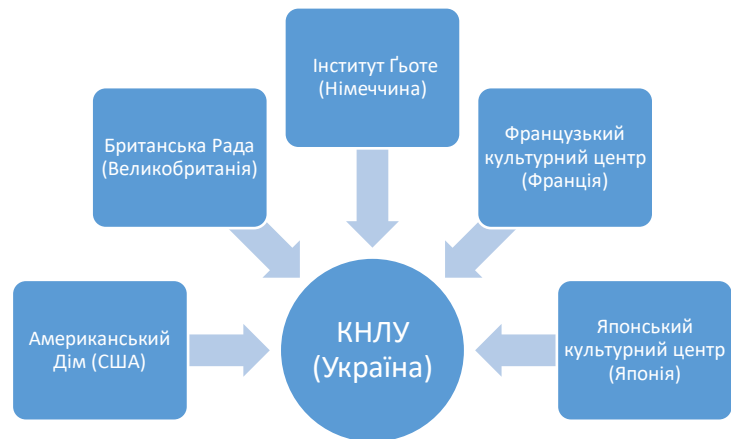 Інститут Ґьоте
(Німеччина)
Британська Рада
(Великобританія)
Французький
культурний центр
(Франція)
Американський
Дім (США)
КНЛУ
(Україна)
Японський
культурний центр
(Японія)